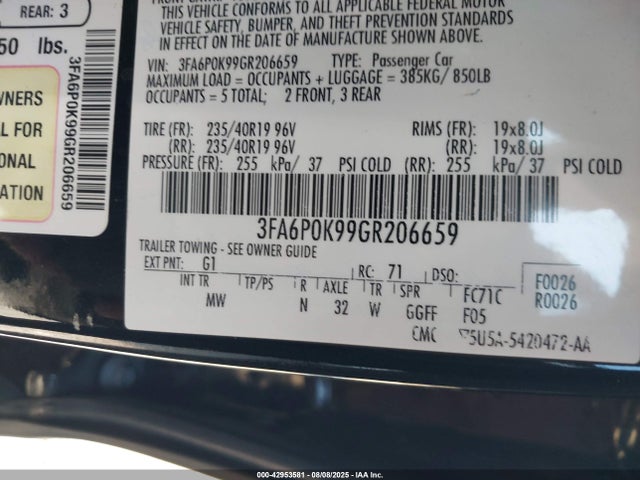 REAR: 3
50 lbs.
3FA6P0K99GR206659
WNERS
L FOR
ONAL
ATION
THIS VEHICLE CONFORMS TO ALL APPLICABLE FEDERAL MOTOR
VEHICLE SAFETY, BUMPER, AND THEFT PREVENTION STANDARDS
IN EFFECT ON THE DATE OF MANUFACTURE SHOWN ABOVE.
VIN: 3FA6P0K99GR206659 TYPE: Passenger Car
MAXIMUM LOAD = OCCUPANTS + LUGGAGE = 385KG/850LB
OCCUPANTS = 5 TOTAL; 2 FRONT, 3 REAR
TIRE (FR): 235/40R19 96V RIMS (FR): 19x8.0J
(RR): 235/40R19 96V (RR): 19x8.0J
PRESSURE (FR): 255 kPa/ 37 PSI COLD (RR): 255 kPa/ 37 PSI COLD
3FA6P0K99GR206659
TRAILER TOWING - SEE OWNER GUIDE
EXT PNT: G1 RC: 71 DSO: F0026
INT TR TP/PS R AXLE TR SPR FC71C R0026
MW N 32 W GGFF F05
CMC 5U5A-5420472-AA
000-42953581 - 08/08/2025 - IAA Inc.